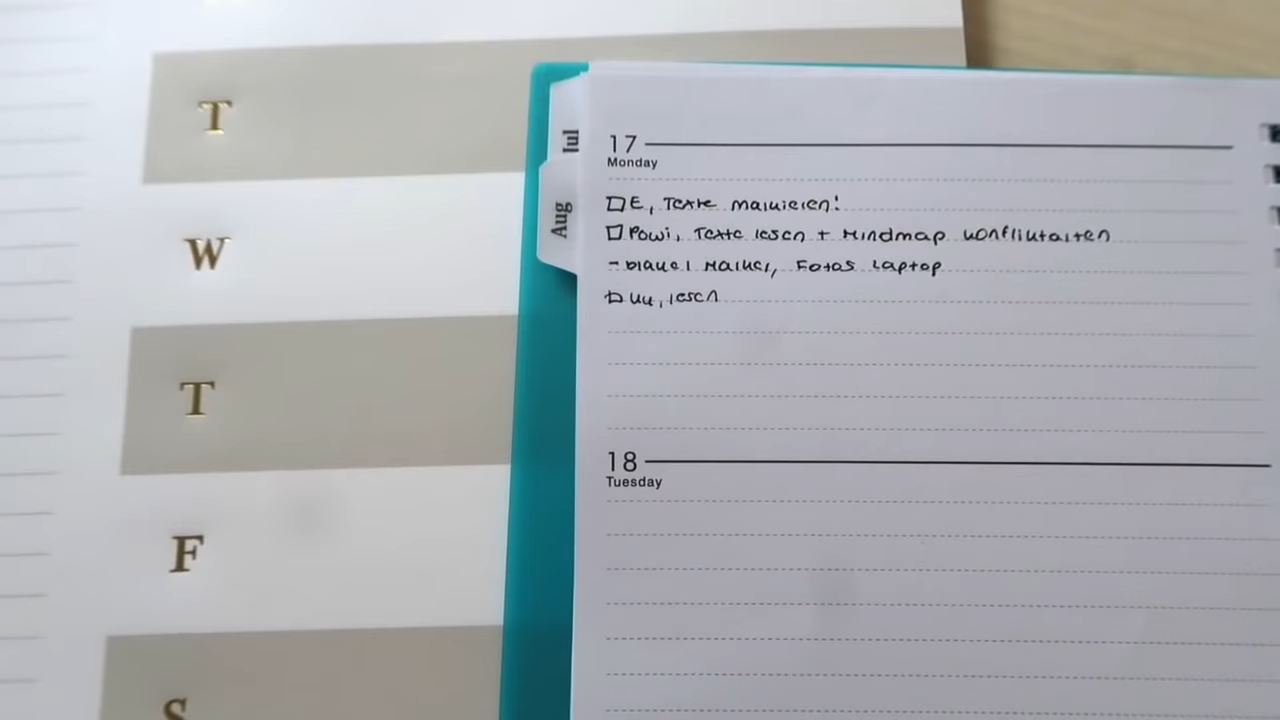 T
W
T
F
S
Jul
Aug
17
Monday
E, Texte markieren!
Powi, Texte lesen + Mindmap Konfliktarten
- blauer Marker, Fotos Laptop
lesen
18
Tuesday